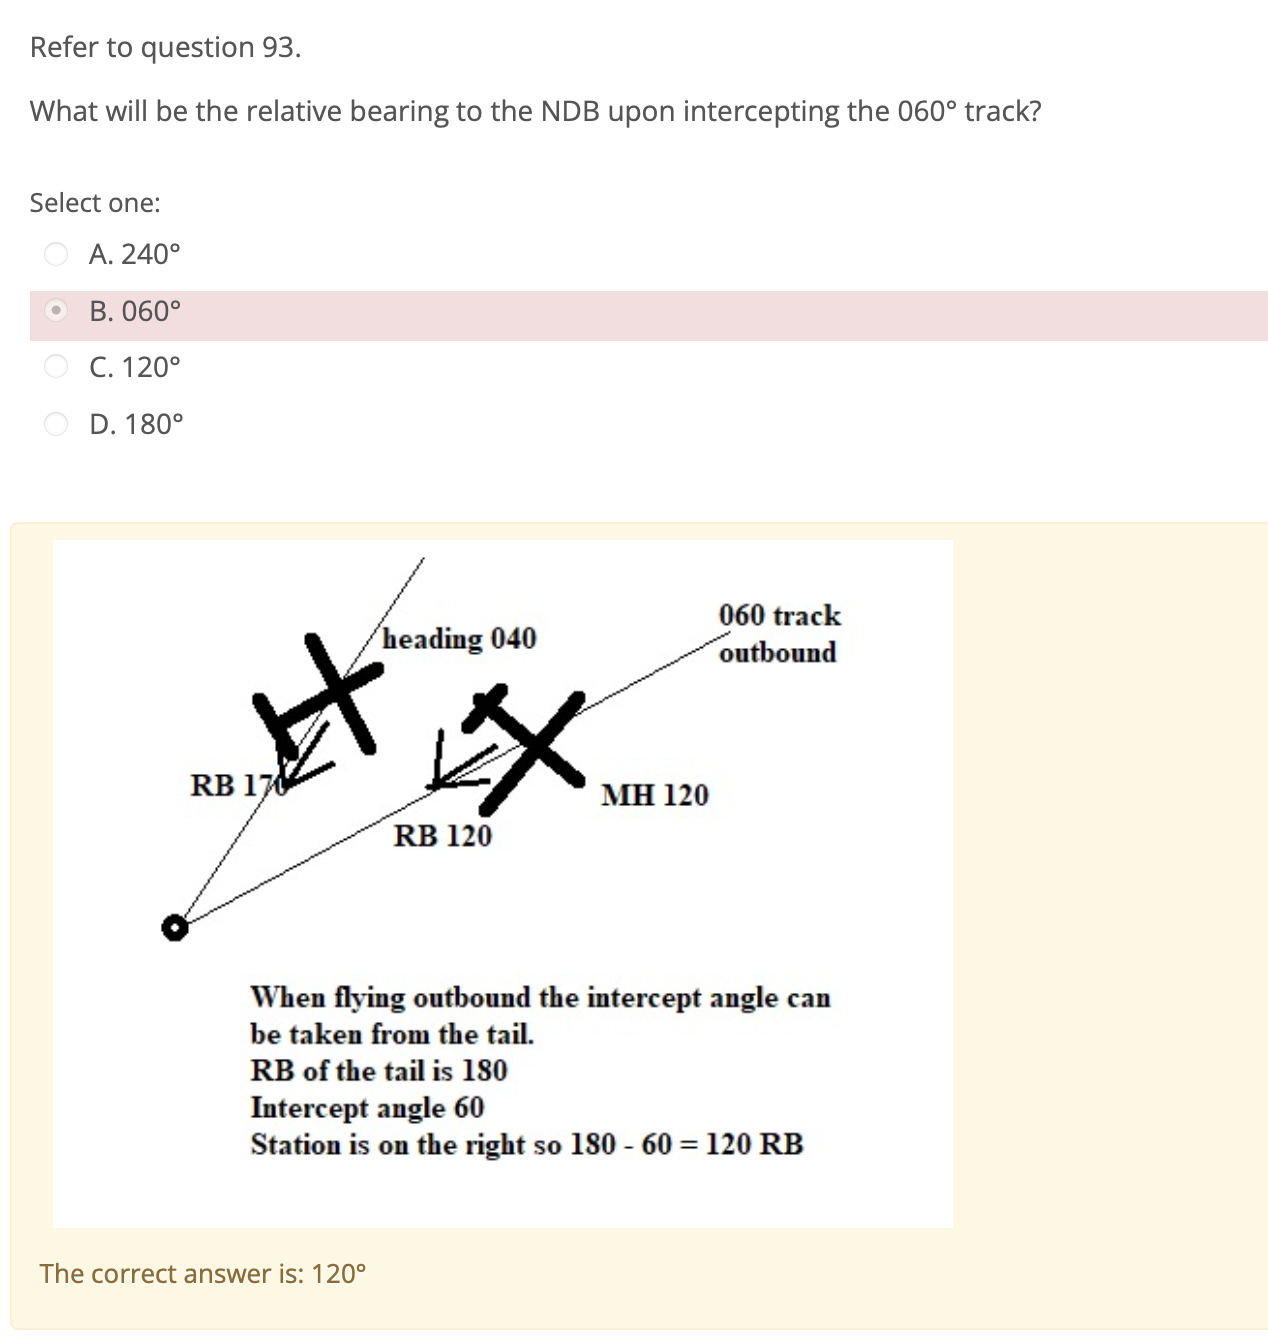 Refer to question 93.
What will be the relative bearing to the NDB upon intercepting the 060° track?
Select one:
A. 240°
B. 060°
C. 120°
D. 180°
060 track
outbound
heading 040
RB 170
MH 120
RB 120
When flying outbound the intercept angle can
be taken from the tail.
RB of the tail is 180
Intercept angle 60
Station is on the right so 180 - 60 = 120 RB
The correct answer is: 120°